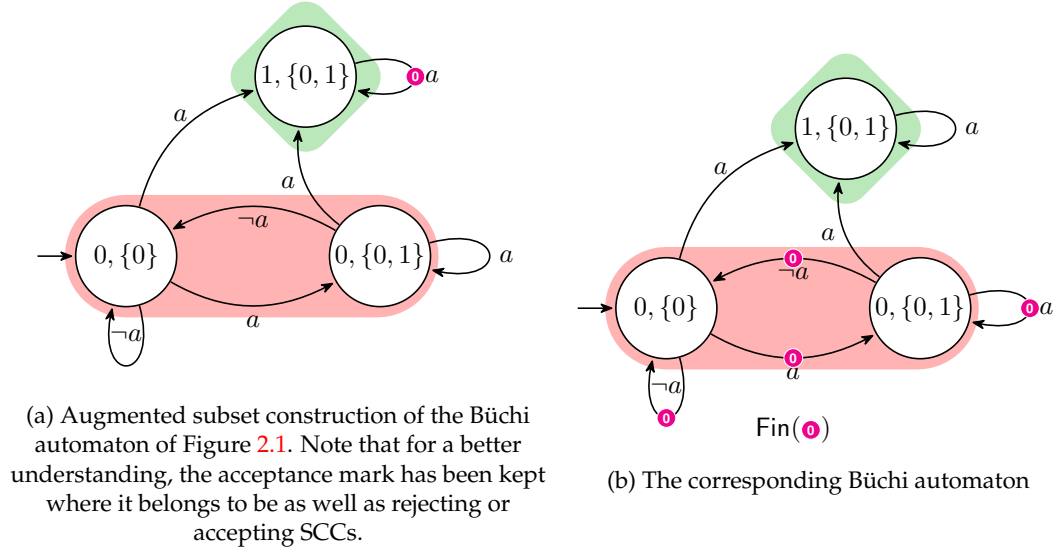 1, {0, 1}
0
a
a
a
¬a
0, {0}
0, {0, 1}
a
a
¬a
(a) Augmented subset construction of the Büchi
automaton of Figure 2.1. Note that for a better
understanding, the acceptance mark has been kept
where it belongs to be as well as rejecting or
accepting SCCs.
1, {0, 1}
a
a
a
0
¬a
0, {0}
0, {0, 1}
0
a
0
a
¬a
0
Fin(0)
(b) The corresponding Büchi automaton